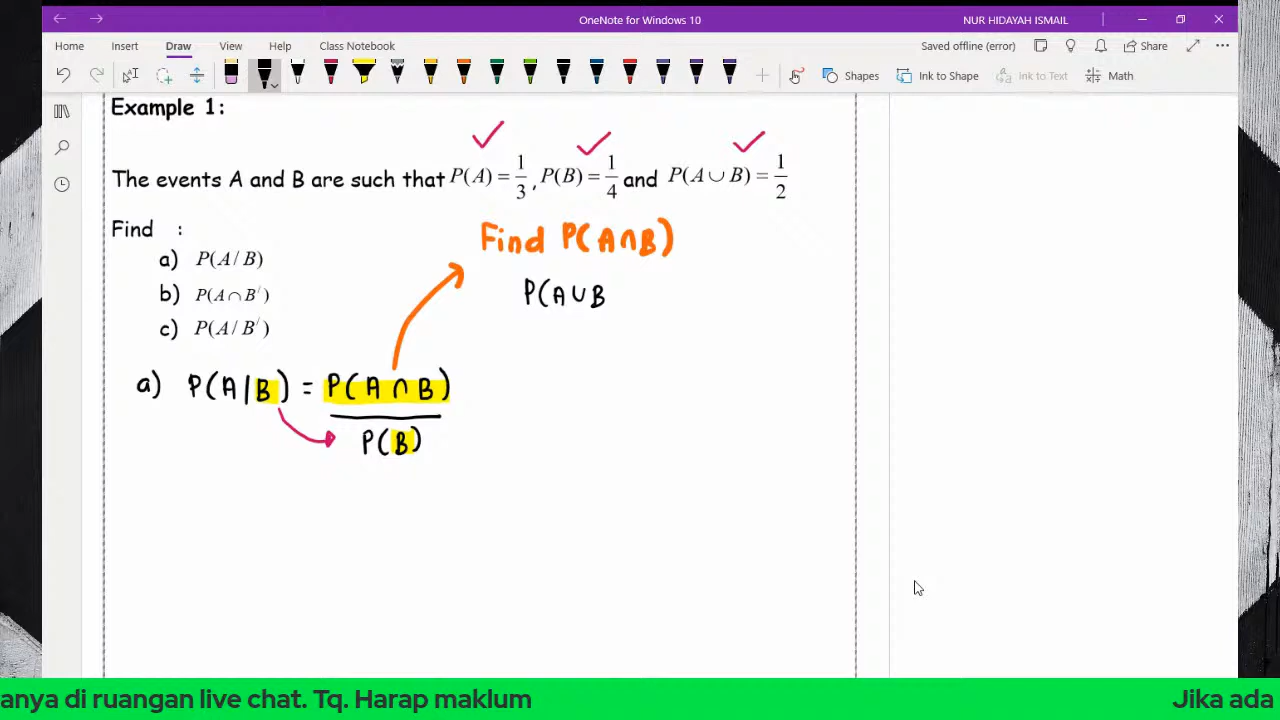 OneNote for Windows 10
NUR HIDAYAH ISMAIL
Home Insert Draw View Help Class Notebook
Saved offline (error) Share
Shapes Ink to Shape Ink to Text Math
Example 1:
The events A and B are such that P(A) = 1/3, P(B) = 1/4 and P(A ∪ B) = 1/2
Find :
a) P(A / B)
b) P(A ∩ B′)
c) P(A / B′)
Find P(A∩B)
P(A∪B
a) P(A|B) = P(A∩B)
P(B)
anya di ruangan live chat. Tq. Harap maklum
Jika ada